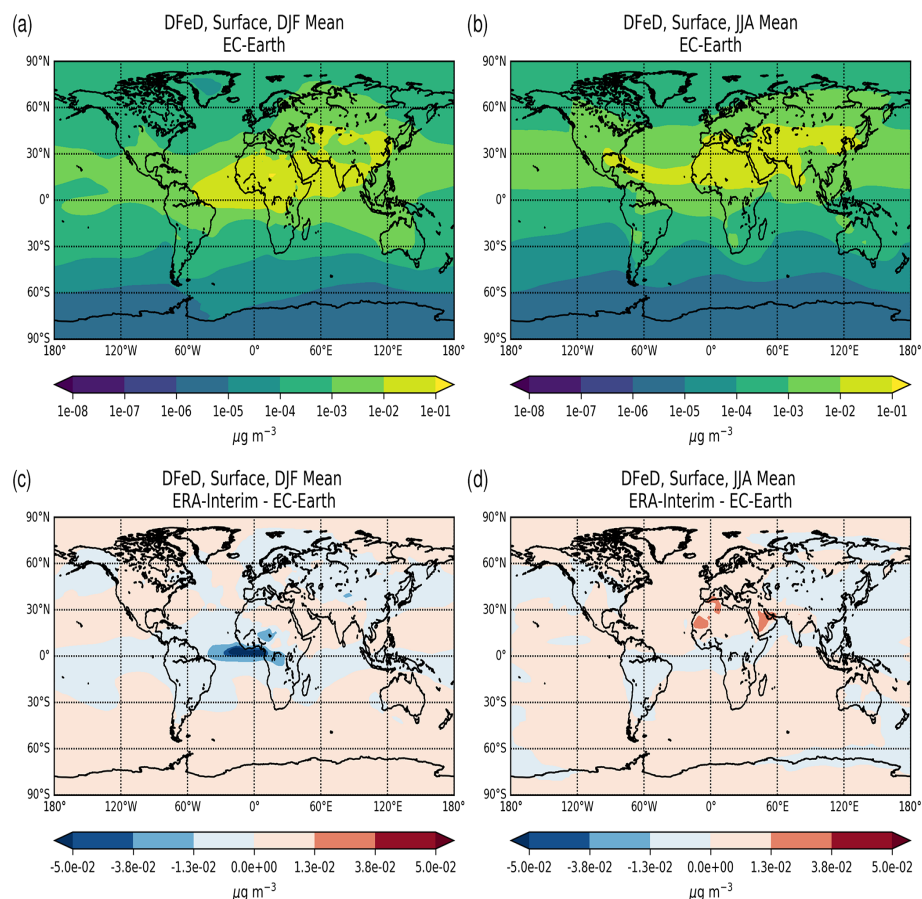 (a)
DFeD, Surface, DJF Mean
EC-Earth
90°N
60°N
30°N
0°
30°S
60°S
90°S
180° 120°W 60°W 0° 60°E 120°E 180°
1e-08 1e-07 1e-06 1e-05 1e-04 1e-03 1e-02 1e-01
μg m⁻³
(b)
DFeD, Surface, JJA Mean
EC-Earth
90°N
60°N
30°N
0°
30°S
60°S
90°S
180° 120°W 60°W 0° 60°E 120°E 180°
1e-08 1e-07 1e-06 1e-05 1e-04 1e-03 1e-02 1e-01
μg m⁻³
(c)
DFeD, Surface, DJF Mean
ERA-Interim - EC-Earth
90°N
60°N
30°N
0°
30°S
60°S
90°S
180° 120°W 60°W 0° 60°E 120°E 180°
-5.0e-02 -3.8e-02 -1.3e-02 0.0e+00 1.3e-02 3.8e-02 5.0e-02
μg m⁻³
(d)
DFeD, Surface, JJA Mean
ERA-Interim - EC-Earth
90°N
60°N
30°N
0°
30°S
60°S
90°S
180° 120°W 60°W 0° 60°E 120°E 180°
-5.0e-02 -3.8e-02 -1.3e-02 0.0e+00 1.3e-02 3.8e-02 5.0e-02
μg m⁻³